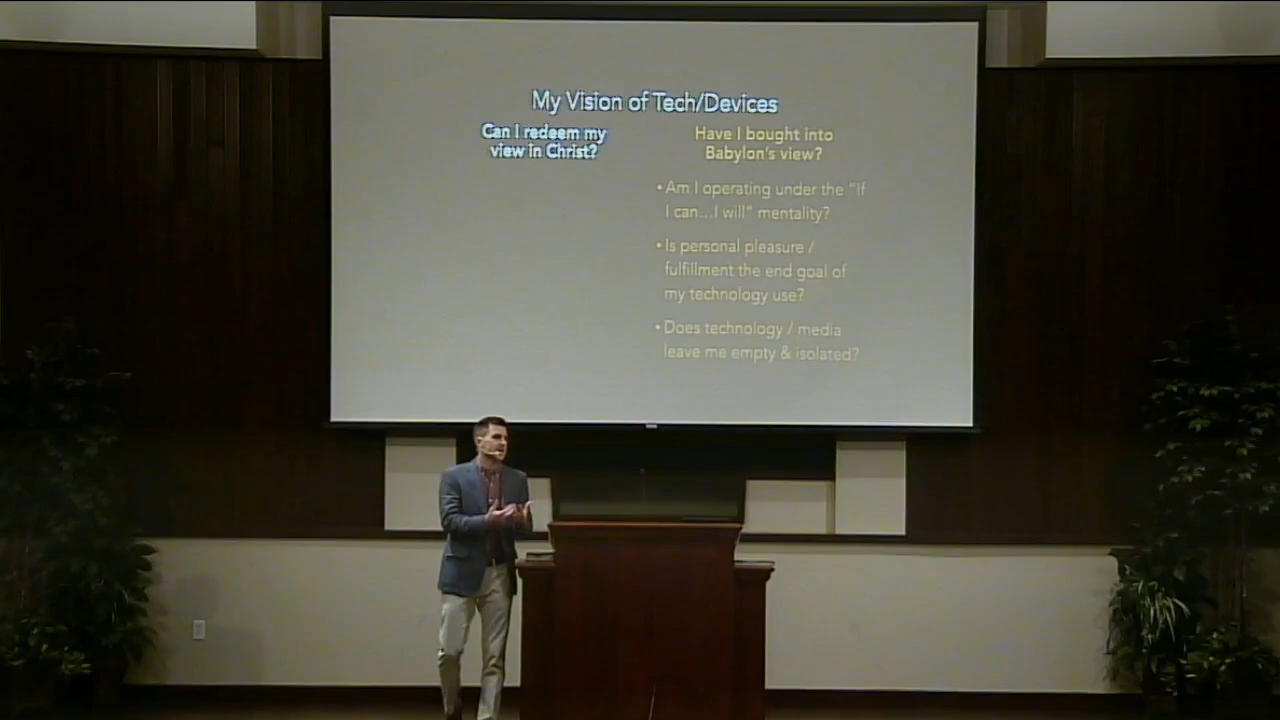 My Vision of Tech/Devices
Can I redeem my
view in Christ?
Have I bought into
Babylon's view?
• Am I operating under the "If
I can...I will" mentality?
• Is personal pleasure /
fulfillment the end goal of
my technology use?
• Does technology / media
leave me empty & isolated?